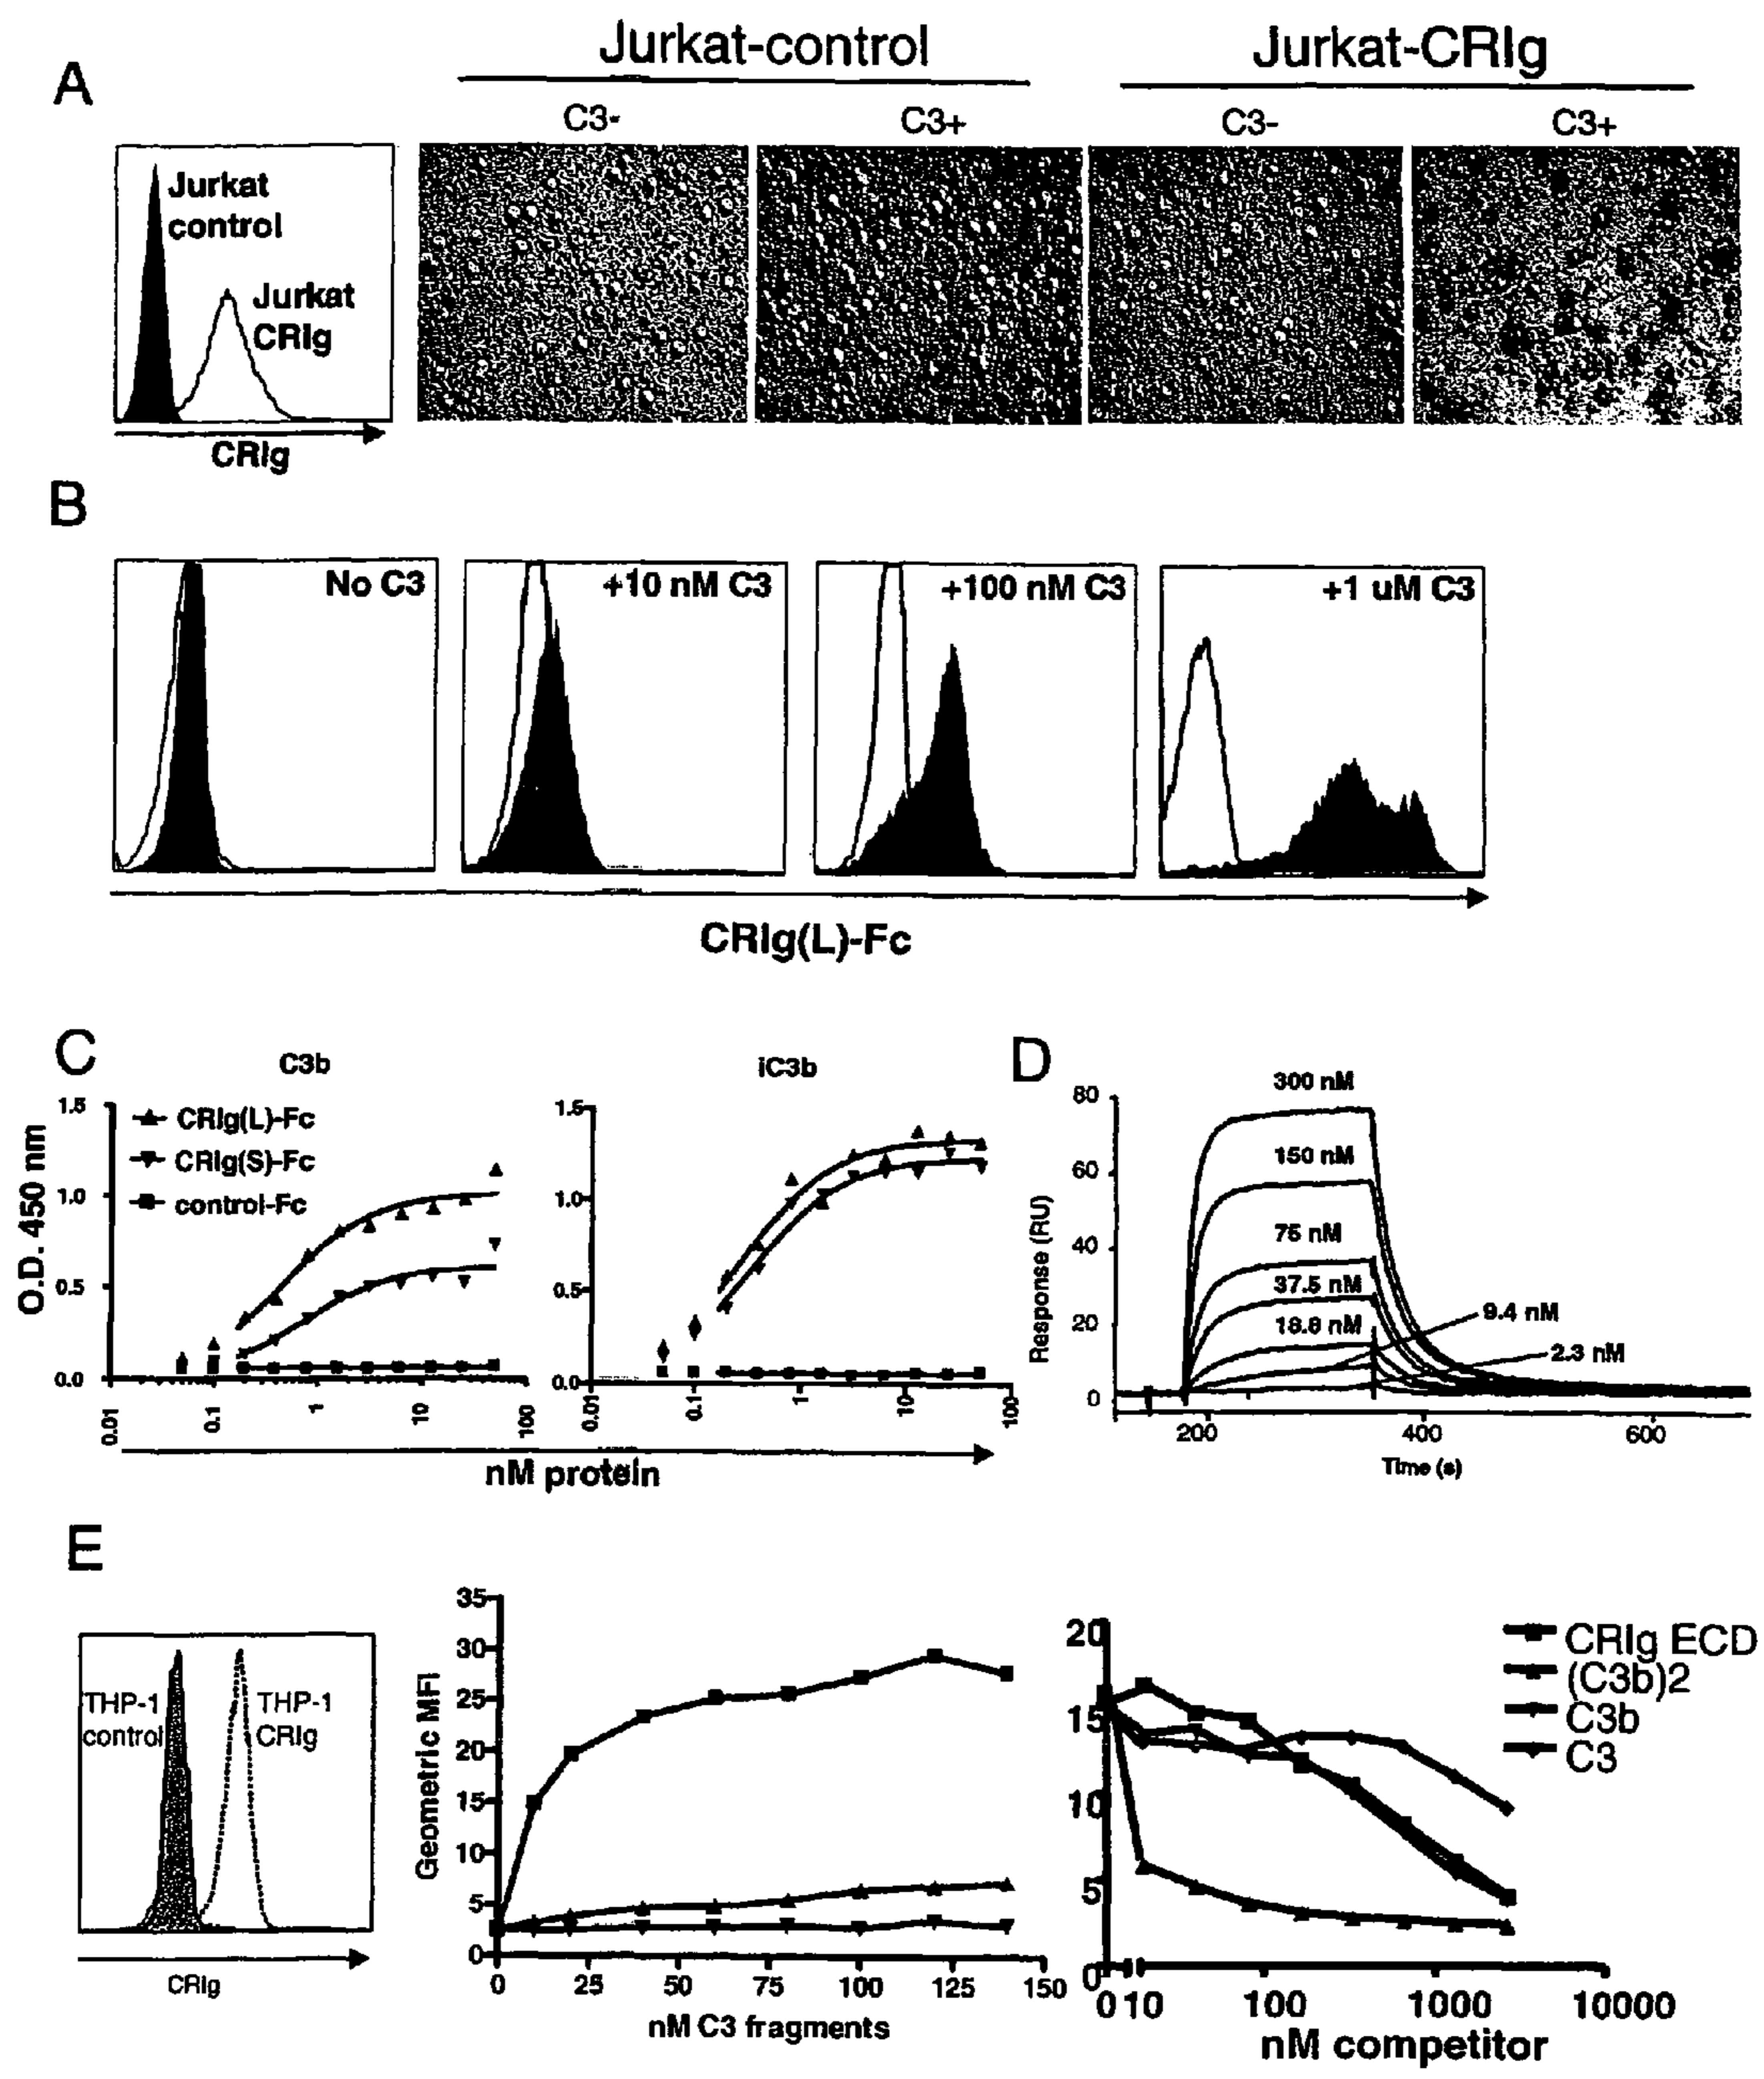 A
Jurkat-control
Jurkat-CRIg
C3-
C3+
C3-
C3+
Jurkat
control
Jurkat
CRIg
CRIg
B
No C3
+10 nM C3
+100 nM C3
+1 uM C3
CRIg(L)-Fc
C
C3b
iC3b
O.D. 450 nm
1.5
1.0
0.5
0.0
CRIg(L)-Fc
CRIg(S)-Fc
control-Fc
0.01
0.1
1
10
100
1.5
1.0
0.5
0.0
0.01
0.1
1
10
100
nM protein
D
Response (RU)
80
60
40
20
0
300 nM
150 nM
75 nM
37.5 nM
18.8 nM
9.4 nM
2.3 nM
200
400
600
Time (s)
E
THP-1
control
THP-1
CRIg
CRIg
Geometric MFI
35
30
25
20
15
10
5
0
0
25
50
75
100
125
150
nM C3 fragments
20
15
10
5
0
0
10
100
1000
10000
nM competitor
CRIg ECD
(C3b)2
C3b
C3